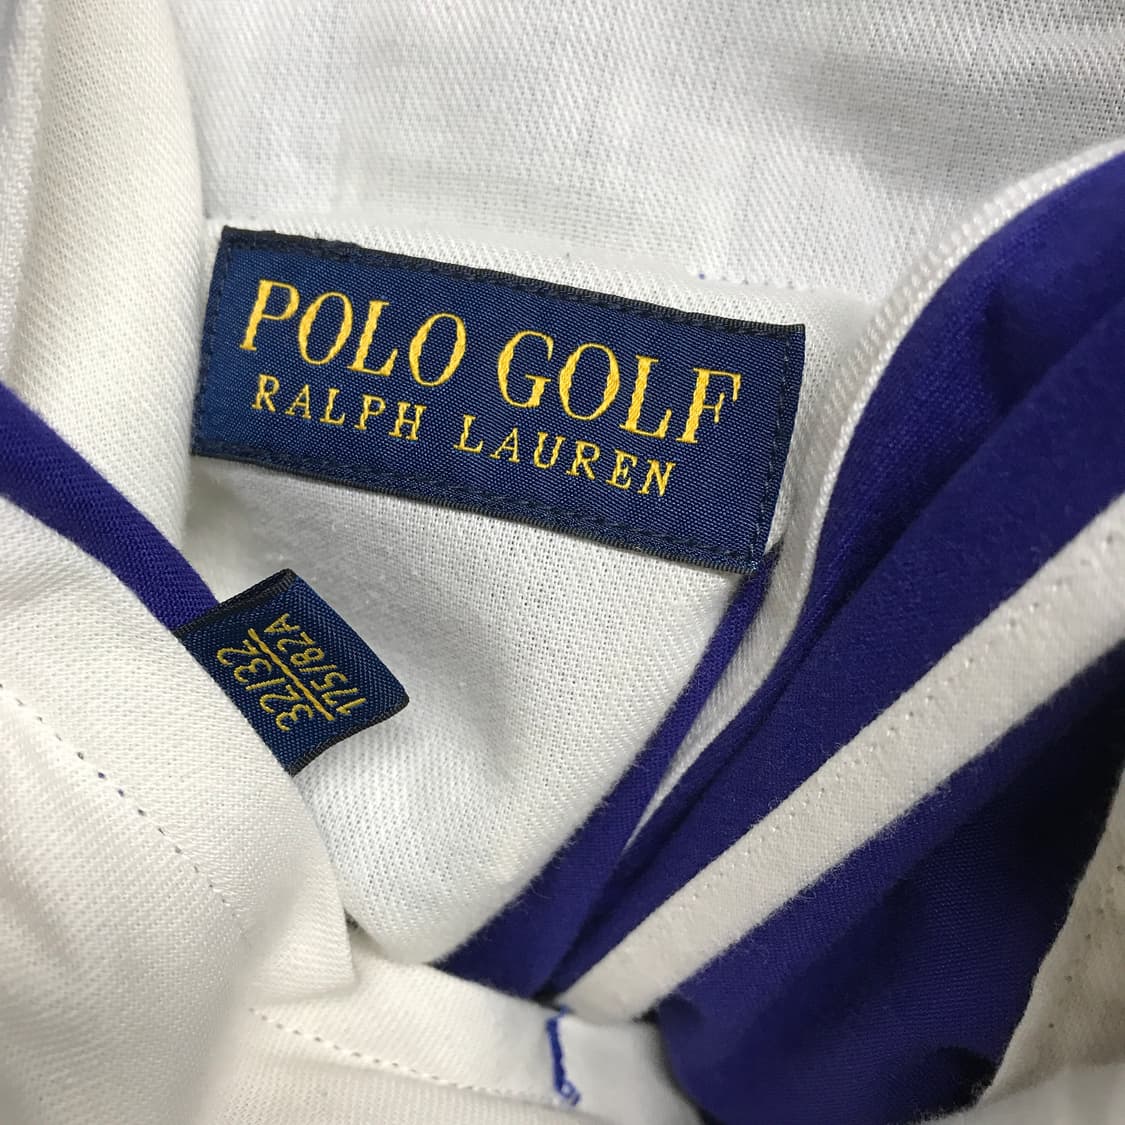 POLO GOLF
RALPH LAUREN
32/32
175/82A